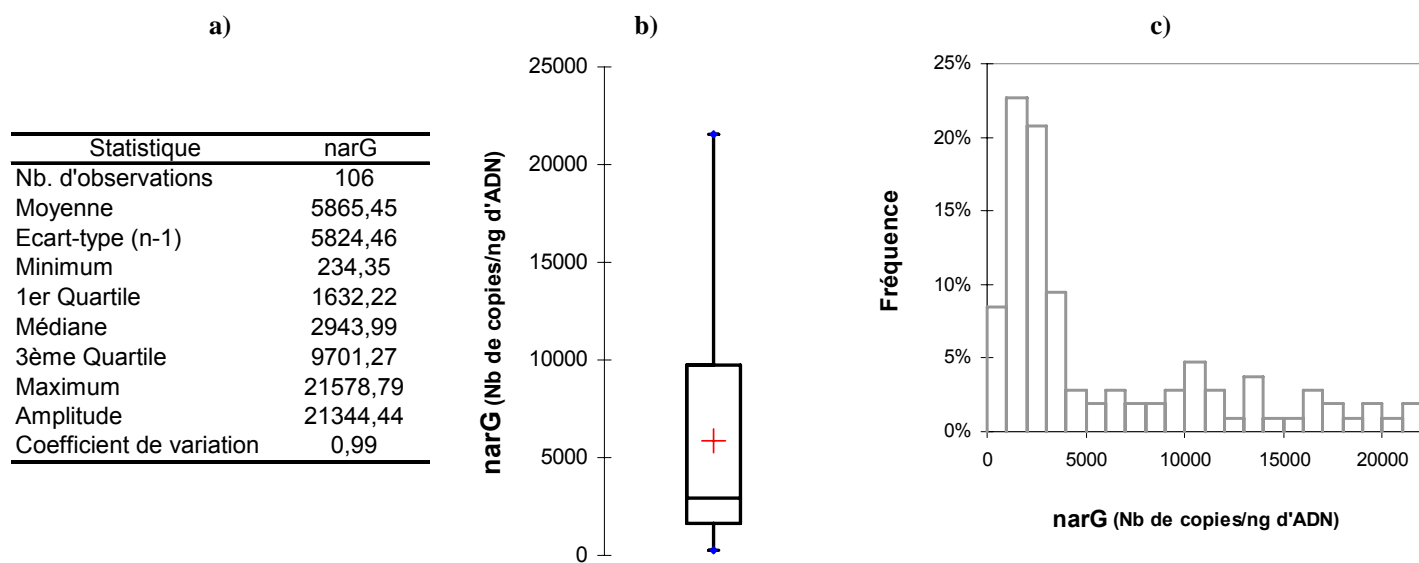 a)
Statistique narG
Nb. d'observations 106
Moyenne 5865,45
Ecart-type (n-1) 5824,46
Minimum 234,35
1er Quartile 1632,22
Médiane 2943,99
3ème Quartile 9701,27
Maximum 21578,79
Amplitude 21344,44
Coefficient de variation 0,99
b)
25000
20000
15000
10000
5000
0
narG (Nb de copies/ng d'ADN)
c)
25%
20%
15%
10%
5%
0%
Fréquence
0 5000 10000 15000 20000
narG (Nb de copies/ng d'ADN)